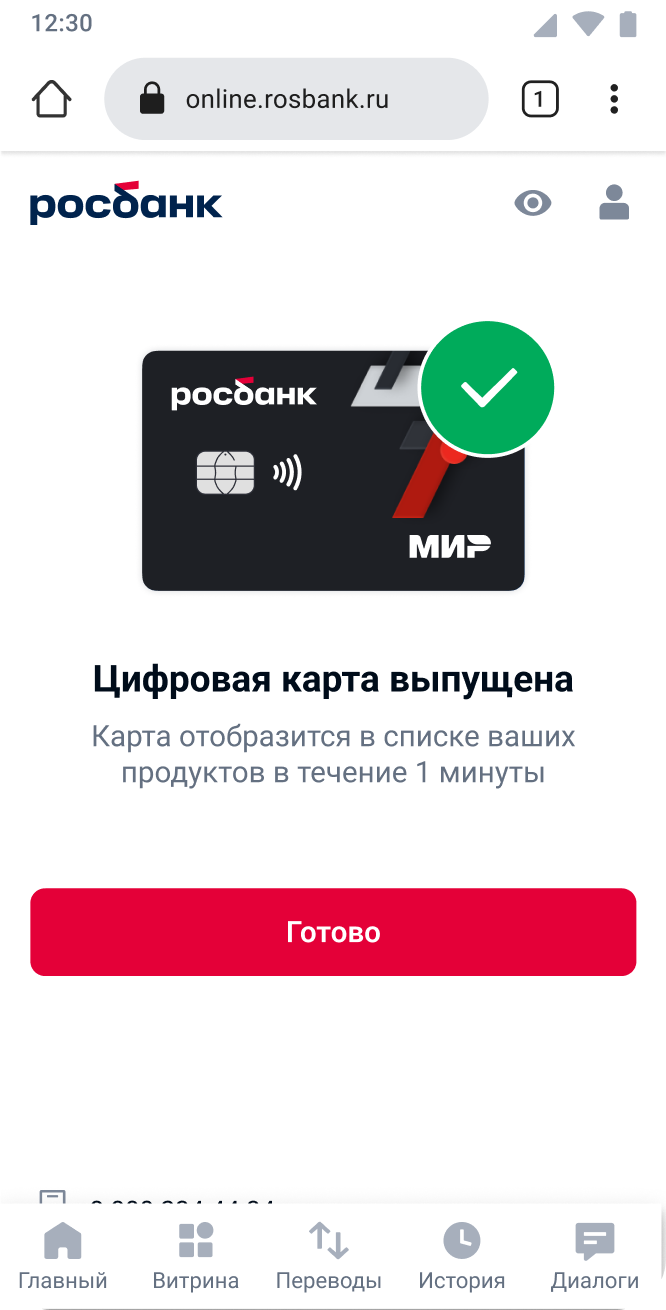 12:30
online.rosbank.ru
1
росбанк
росбанк
МИР
Цифровая карта выпущена
Карта отобразится в списке ваших
продуктов в течение 1 минуты
Готово
Главный
Витрина
Переводы
История
Диалоги